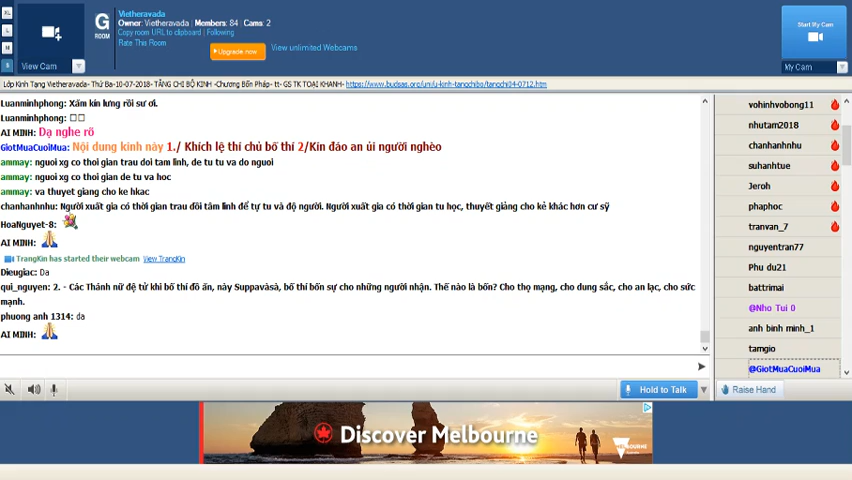 XL
L
M
S
View Cam
G
ROOM
Vietheravada
Owner: Vietheravada | Members: 84 | Cams: 2
Copy room URL to clipboard | Following
Rate This Room
Upgrade now
View unlimited Webcams
Start My Cam
My Cam
Lớp Kinh Tạng Vietheravada- Thứ Ba-10-07-2018- TĂNG CHI BỘ KINH -Chương Bốn Pháp- tt- GS TK TOẠI KHANH- https://www.budsas.org/uni/u-kinh-tangchibo/tangchi04-0712.htm
Luanminhphong: Xấm kín lưng rồi sư ơi.
Luanminhphong: □□
AI MINH: Dạ nghe rõ
GiotMuaCuoiMua: Nội dung kinh này 1./ Khích lệ thí chủ bố thí 2/Kín đáo an ủi người nghèo
ammay: nguoi xg co thoi gian trau doi tam linh, de tu tu va do nguoi
ammay: nguoi xg co thoi gian de tu va hoc
ammay: va thuyet giang cho ke hkac
chanhanhnhu: Người xuất gia có thời gian trau đồi tâm linh để tự tu và độ người. Người xuất gia có thời gian tu học, thuyết giảng cho kẻ khác hơn cư sỹ
HoaNguyet-8:
AI MINH:
TrangKin has started their webcam View TrangKin
Dieugiac: Da
qui_nguyen: 2. - Các Thánh nữ đệ tử khi bố thí đồ ăn, này Suppavàsà, bố thí bốn sự cho những người nhận. Thế nào là bốn? Cho thọ mạng, cho dung sắc, cho an lạc, cho sức
mạnh.
phuong anh 1314: da
AI MINH:
vohinhvobong11
nhutam2018
chanhanhnhu
suhanhtue
Jeroh
phaphoc
tranvan_7
nguyentran77
Phu du21
battrimai
@Nho Tui 0
anh binh minh_1
tamgio
@GiotMuaCuoiMua
Hold to Talk
Raise Hand
Discover Melbourne
MELBOURNE